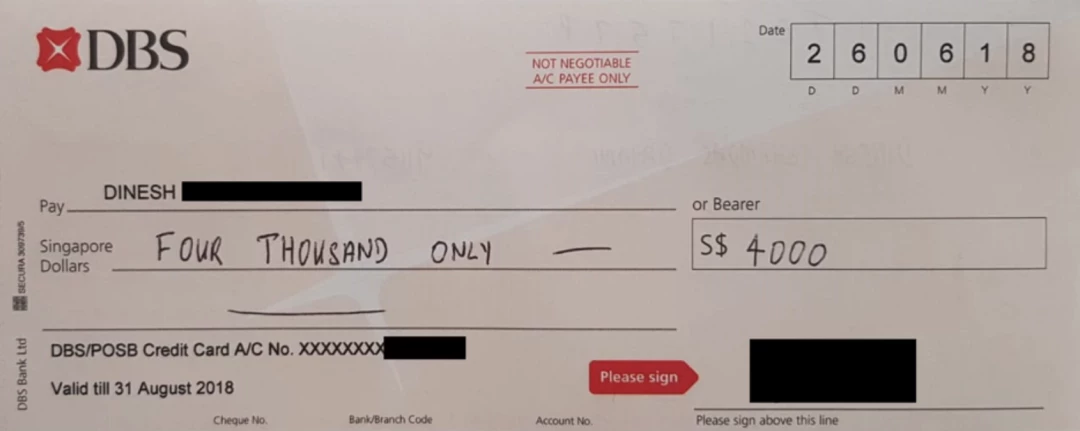 DBS
NOT NEGOTIABLE
A/C PAYEE ONLY
Date 2 6 0 6 1 8
D D M M Y Y
Pay DINESH
or Bearer
Singapore Dollars FOUR THOUSAND ONLY —
S$ 4000
DBS/POSB Credit Card A/C No. XXXXXXXX
Valid till 31 August 2018
Please sign
Cheque No. Bank/Branch Code Account No. Please sign above this line
DBS Bank Ltd